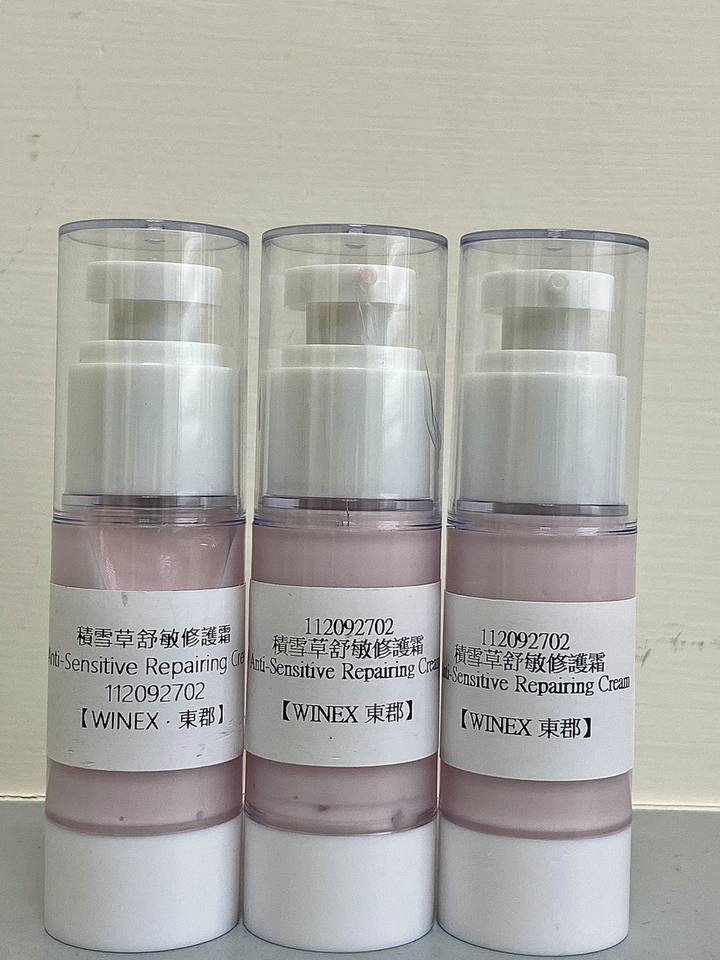 積雪草舒敏修護霜
Anti-Sensitive Repairing Cre
112092702
【WINEX · 東郡】
112092702
積雪草舒敏修護霜
Anti-Sensitive Repairing Cream
【WINEX 東郡】
112092702
積雪草舒敏修護霜
nti-Sensitive Repairing Cream
【WINEX 東郡】